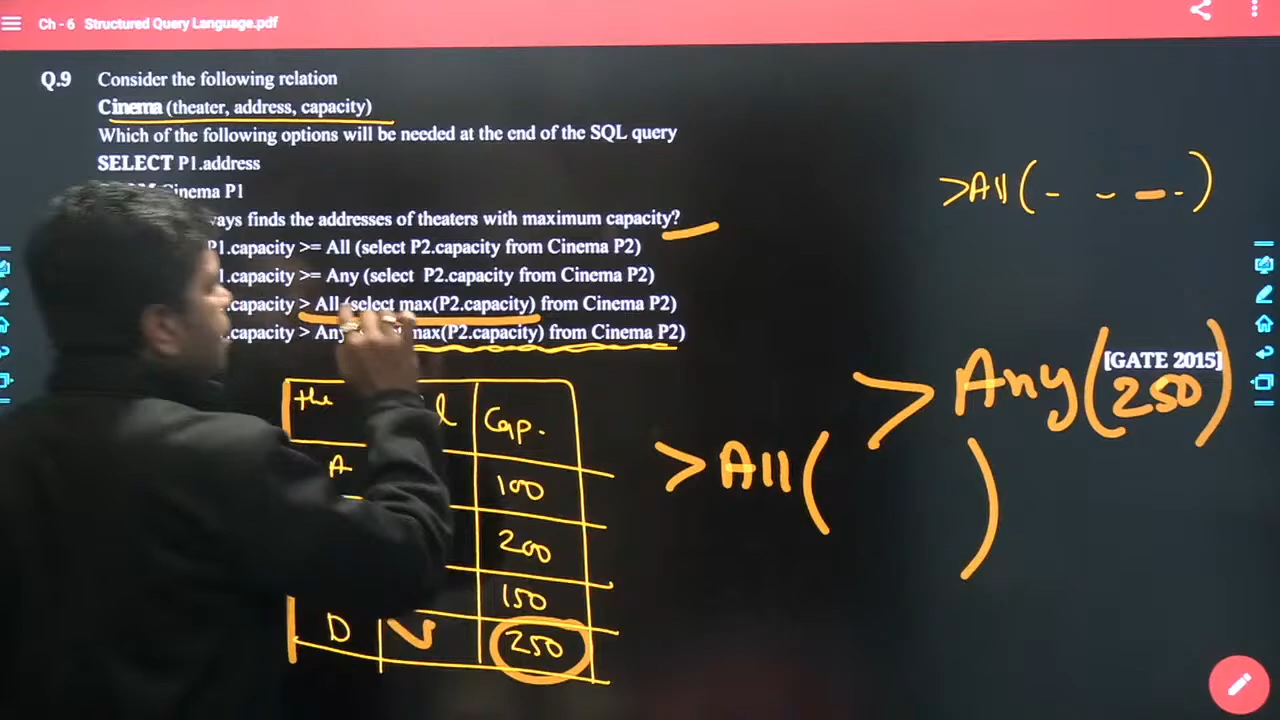 Ch - 6 Structured Query Language.pdf
Q.9 Consider the following relation
Cinema (theater, address, capacity)
Which of the following options will be needed at the end of the SQL query
SELECT P1.address
Cinema P1
finds the addresses of theaters with maximum capacity?
P1.capacity >= All (select P2.capacity from Cinema P2)
.capacity >= Any (select P2.capacity from Cinema P2)
.capacity > All (select max(P2.capacity) from Cinema P2)
.capacity > Any max(P2.capacity) from Cinema P2)
>All ( - - - - )
[GATE 2015]
> Any (250)
> All ( )
the Cap.
A 100
200
150
D V 250